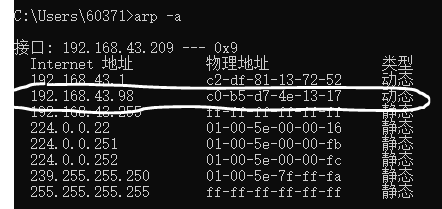 C:\Users\60371>arp -a
接口: 192.168.43.209 --- 0x9
Internet 地址 物理地址 类型
192.168.43.1 c2-df-81-13-72-52 动态
192.168.43.98 c0-b5-d7-4e-13-17 动态
192.168.43.255 ff-ff-ff-ff-ff-ff 静态
224.0.0.22 01-00-5e-00-00-16 静态
224.0.0.251 01-00-5e-00-00-fb 静态
224.0.0.252 01-00-5e-00-00-fc 静态
239.255.255.250 01-00-5e-7f-ff-fa 静态
255.255.255.255 ff-ff-ff-ff-ff-ff 静态